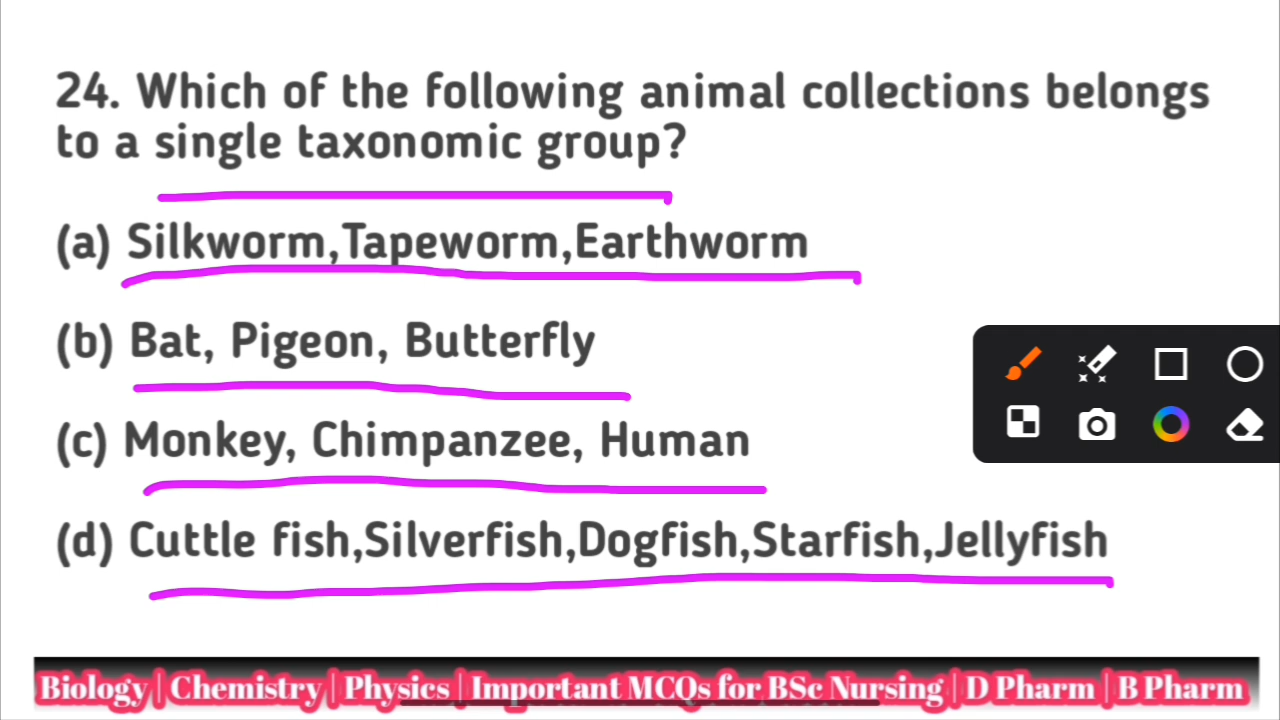 24. Which of the following animal collections belongs
to a single taxonomic group?
(a) Silkworm,Tapeworm,Earthworm
(b) Bat, Pigeon, Butterfly
(c) Monkey, Chimpanzee, Human
(d) Cuttle fish,Silverfish,Dogfish,Starfish,Jellyfish
Biology | Chemistry | Physics | Important MCQs for BSc Nursing | D Pharm | B Pharm